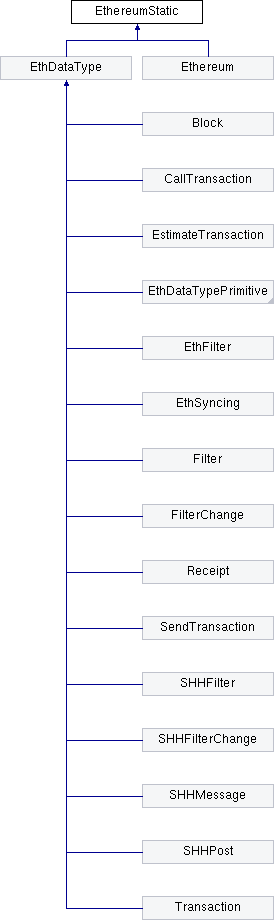 EthereumStatic
EthDataType
Ethereum
Block
CallTransaction
EstimateTransaction
EthDataTypePrimitive
EthFilter
EthSyncing
Filter
FilterChange
Receipt
SendTransaction
SHHFilter
SHHFilterChange
SHHMessage
SHHPost
Transaction